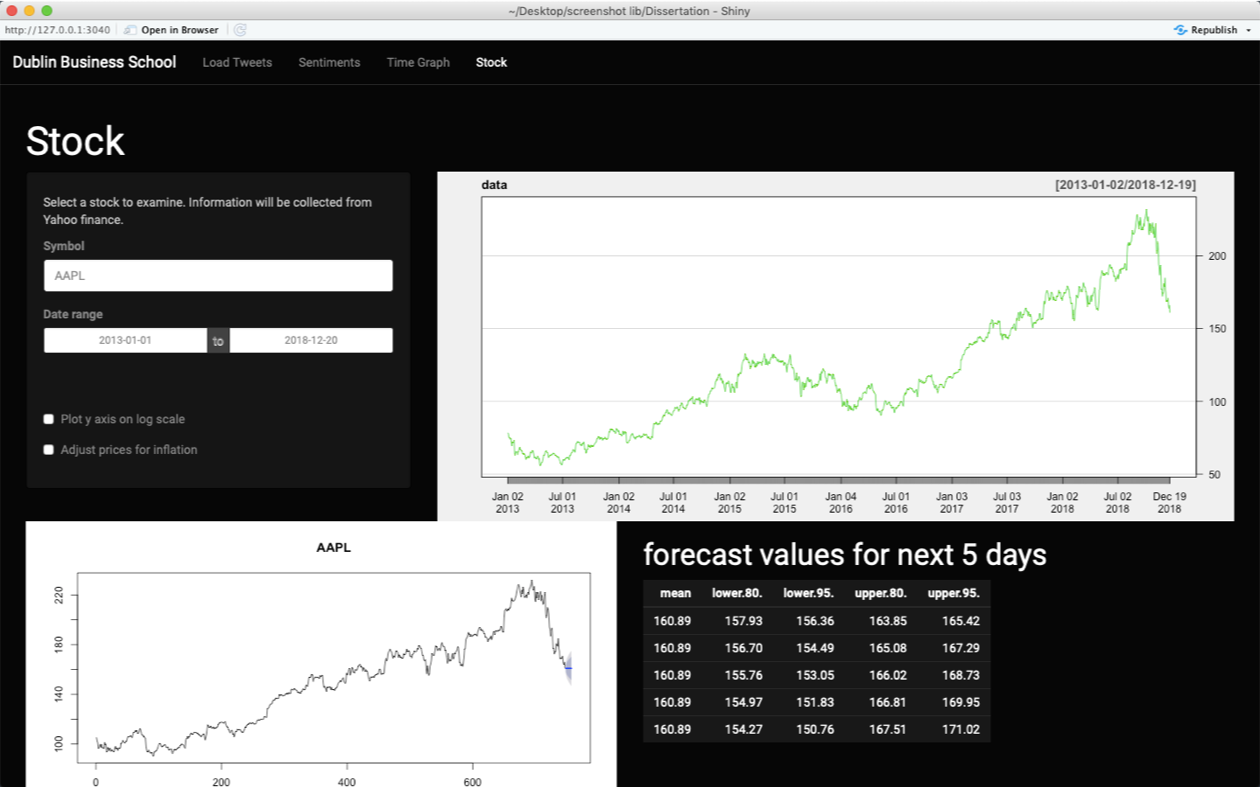 ~/Desktop/screenshot lib/Dissertation - Shiny
http://127.0.0.1:3040 Open in Browser Republish
Dublin Business School Load Tweets Sentiments Time Graph Stock
Stock
Select a stock to examine. Information will be collected from
Yahoo finance.
Symbol
AAPL
Date range
2013-01-01 to 2018-12-20
Plot y axis on log scale
Adjust prices for inflation
data [2013-01-02/2018-12-19]
200
150
100
50
Jan 02 Jul 01 Jan 02 Jul 01 Jan 02 Jul 01 Jan 04 Jul 01 Jan 03 Jul 03 Jan 02 Jul 02 Dec 19
2013 2013 2014 2014 2015 2015 2016 2016 2017 2017 2018 2018 2018
AAPL
220
180
140
100
0 200 400 600
forecast values for next 5 days
mean lower.80. lower.95. upper.80. upper.95.
160.89 157.93 156.36 163.85 165.42
160.89 156.70 154.49 165.08 167.29
160.89 155.76 153.05 166.02 168.73
160.89 154.97 151.83 166.81 169.95
160.89 154.27 150.76 167.51 171.02